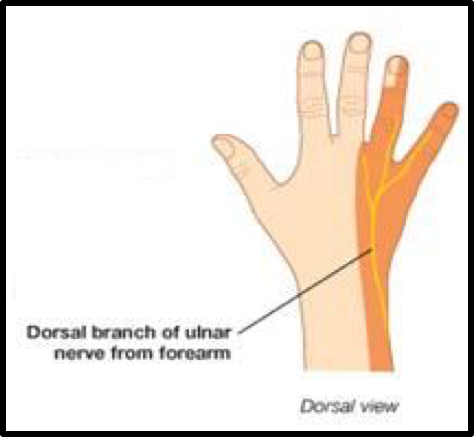 Dorsal branch of ulnar
nerve from forearm
Dorsal view